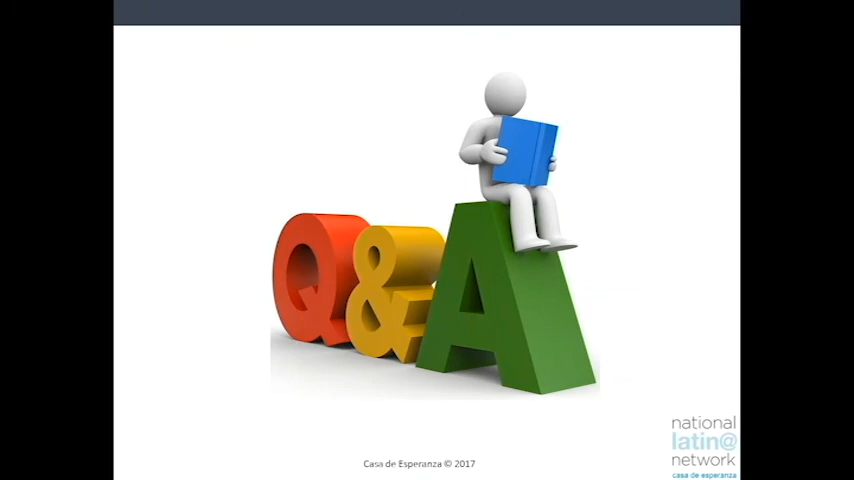 Q&A
national
latin@
network
casa de esperanza
Casa de Esperanza © 2017